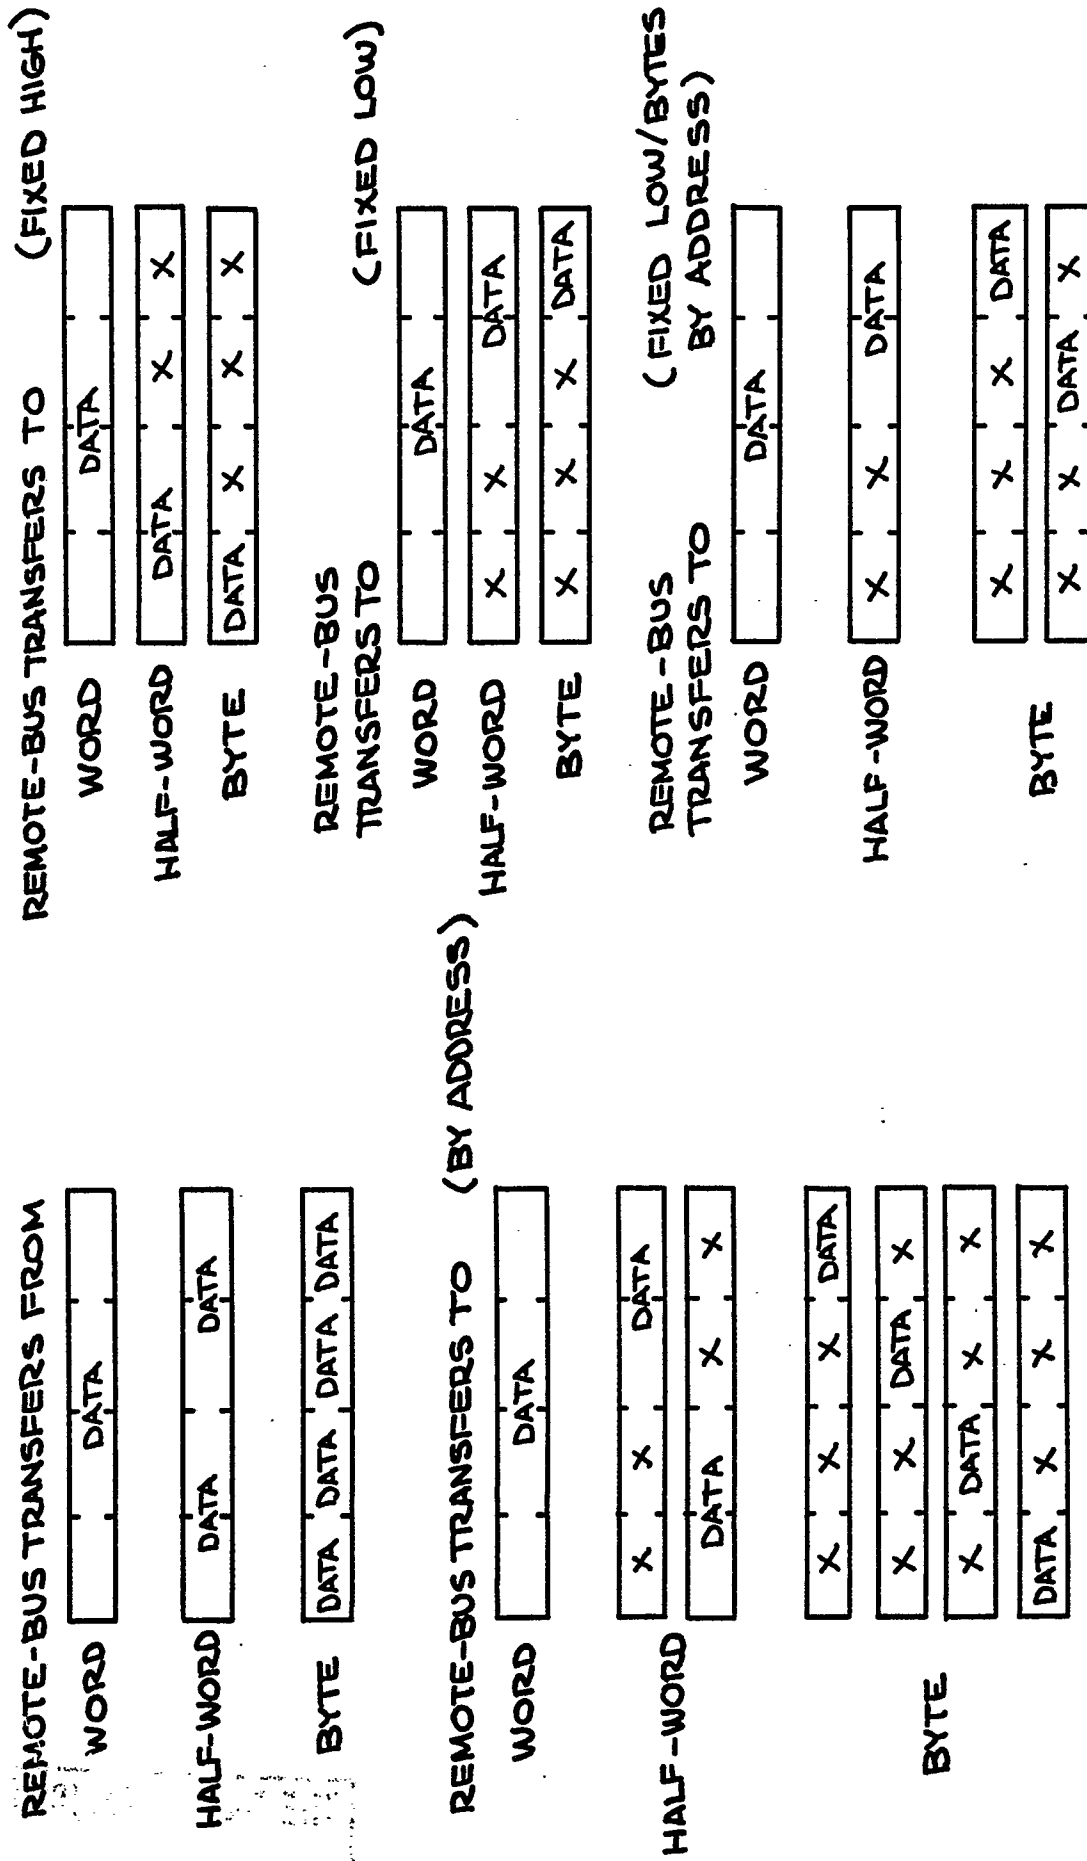 REMOTE-BUS TRANSFERS FROM
WORD DATA
HALF-WORD DATA DATA
BYTE DATA DATA DATA DATA
REMOTE-BUS TRANSFERS TO (BY ADDRESS)
WORD DATA
HALF-WORD
X X DATA
DATA X X
BYTE
X X X DATA
X X DATA X
X DATA X X
DATA X X X
REMOTE-BUS TRANSFERS TO (FIXED HIGH)
WORD DATA
HALF-WORD DATA X X
BYTE DATA X X X
REMOTE-BUS
TRANSFERS TO (FIXED LOW)
WORD DATA
HALF-WORD X X DATA
BYTE X X X DATA
REMOTE-BUS (FIXED LOW/BYTES
TRANSFERS TO BY ADDRESS)
WORD DATA
HALF-WORD X X DATA
BYTE
X X X DATA
X X DATA X